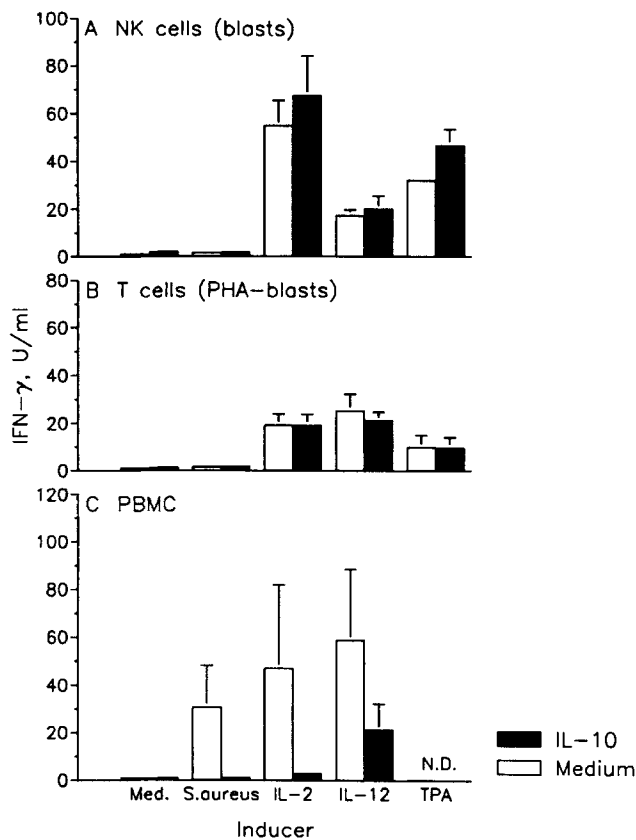 A NK cells (blasts)
100
80
60
40
20
0
B T cells (PHA-blasts)
80
60
40
20
0
IFN-γ, U/ml
C PBMC
120
100
80
60
40
20
0
N.D.
Med. S.aureus IL-2 IL-12 TPA
Inducer
IL-10
Medium